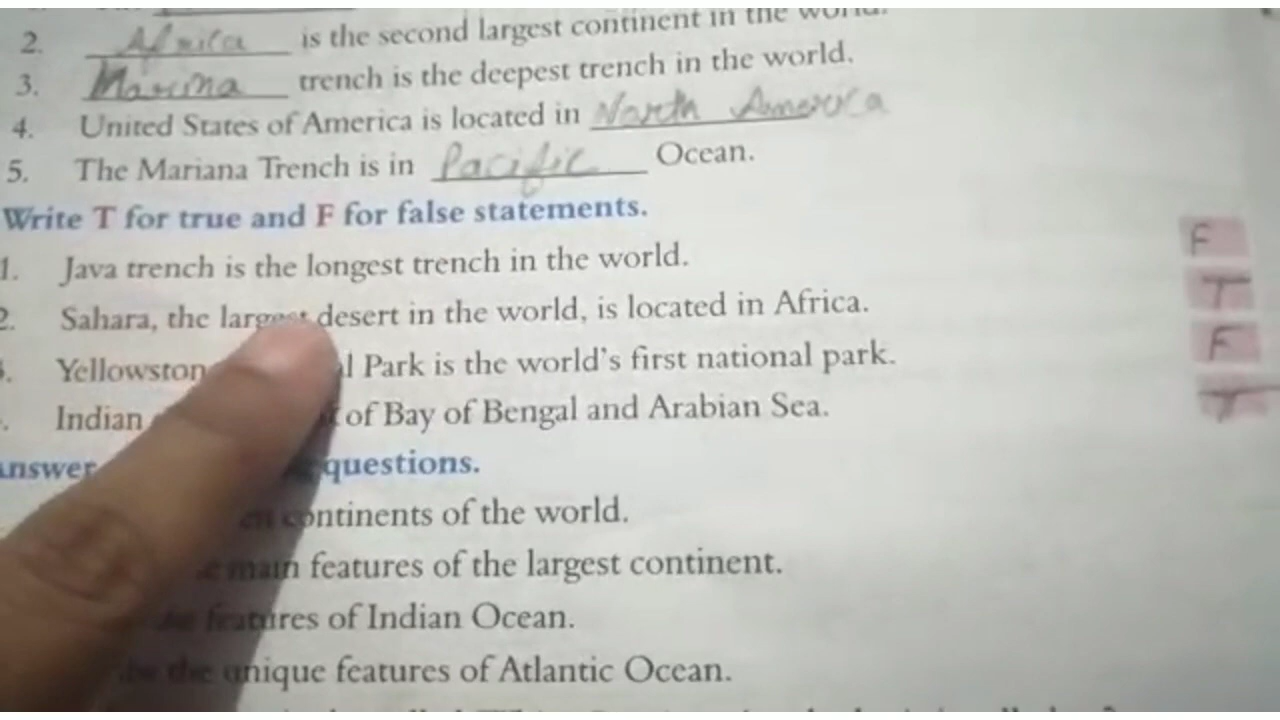 2. Africa is the second largest continent in the world.
3. Mariana trench is the deepest trench in the world.
4. United States of America is located in North America
5. The Mariana Trench is in Pacific Ocean.
Write T for true and F for false statements.
1. Java trench is the longest trench in the world. F
2. Sahara, the largest desert in the world, is located in Africa. T
Yellowston l Park is the world's first national park. F
Indian of Bay of Bengal and Arabian Sea. T
Answer questions.
continents of the world.
main features of the largest continent.
features of Indian Ocean.
the unique features of Atlantic Ocean.